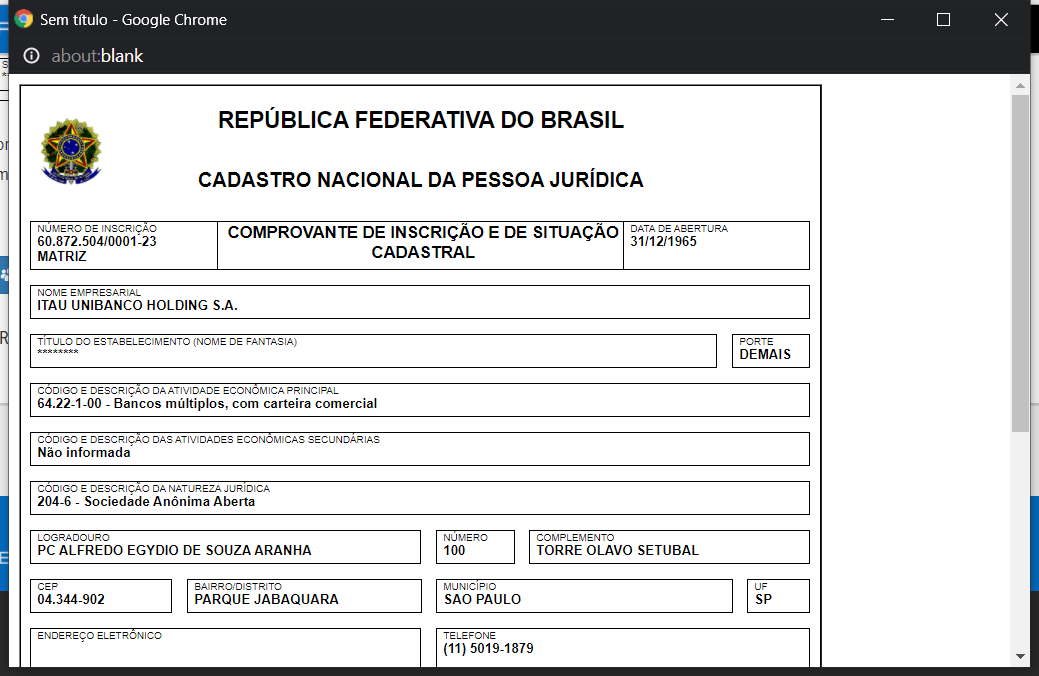 Sem título - Google Chrome
about:blank
REPÚBLICA FEDERATIVA DO BRASIL
CADASTRO NACIONAL DA PESSOA JURÍDICA
NÚMERO DE INSCRIÇÃO
60.872.504/0001-23
MATRIZ
COMPROVANTE DE INSCRIÇÃO E DE SITUAÇÃO
CADASTRAL
DATA DE ABERTURA
31/12/1965
NOME EMPRESARIAL
ITAU UNIBANCO HOLDING S.A.
TÍTULO DO ESTABELECIMENTO (NOME DE FANTASIA)
********
PORTE
DEMAIS
CÓDIGO E DESCRIÇÃO DA ATIVIDADE ECONÔMICA PRINCIPAL
64.22-1-00 - Bancos múltiplos, com carteira comercial
CÓDIGO E DESCRIÇÃO DAS ATIVIDADES ECONÔMICAS SECUNDÁRIAS
Não informada
CÓDIGO E DESCRIÇÃO DA NATUREZA JURÍDICA
204-6 - Sociedade Anônima Aberta
LOGRADOURO
PC ALFREDO EGYDIO DE SOUZA ARANHA
NÚMERO
100
COMPLEMENTO
TORRE OLAVO SETUBAL
CEP
04.344-902
BAIRRO/DISTRITO
PARQUE JABAQUARA
MUNICÍPIO
SAO PAULO
UF
SP
ENDEREÇO ELETRÔNICO
TELEFONE
(11) 5019-1879